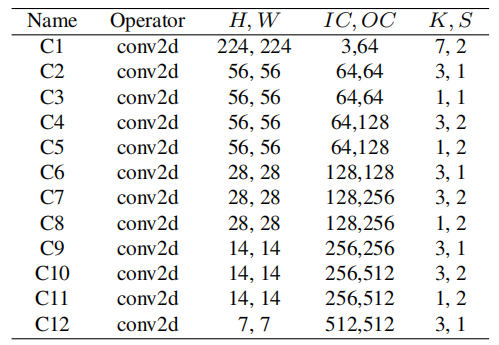 Name Operator H, W IC, OC K, S
C1 conv2d 224, 224 3,64 7, 2
C2 conv2d 56, 56 64,64 3, 1
C3 conv2d 56, 56 64,64 1, 1
C4 conv2d 56, 56 64,128 3, 2
C5 conv2d 56, 56 64,128 1, 2
C6 conv2d 28, 28 128,128 3, 1
C7 conv2d 28, 28 128,256 3, 2
C8 conv2d 28, 28 128,256 1, 2
C9 conv2d 14, 14 256,256 3, 1
C10 conv2d 14, 14 256,512 3, 2
C11 conv2d 14, 14 256,512 1, 2
C12 conv2d 7, 7 512,512 3, 1